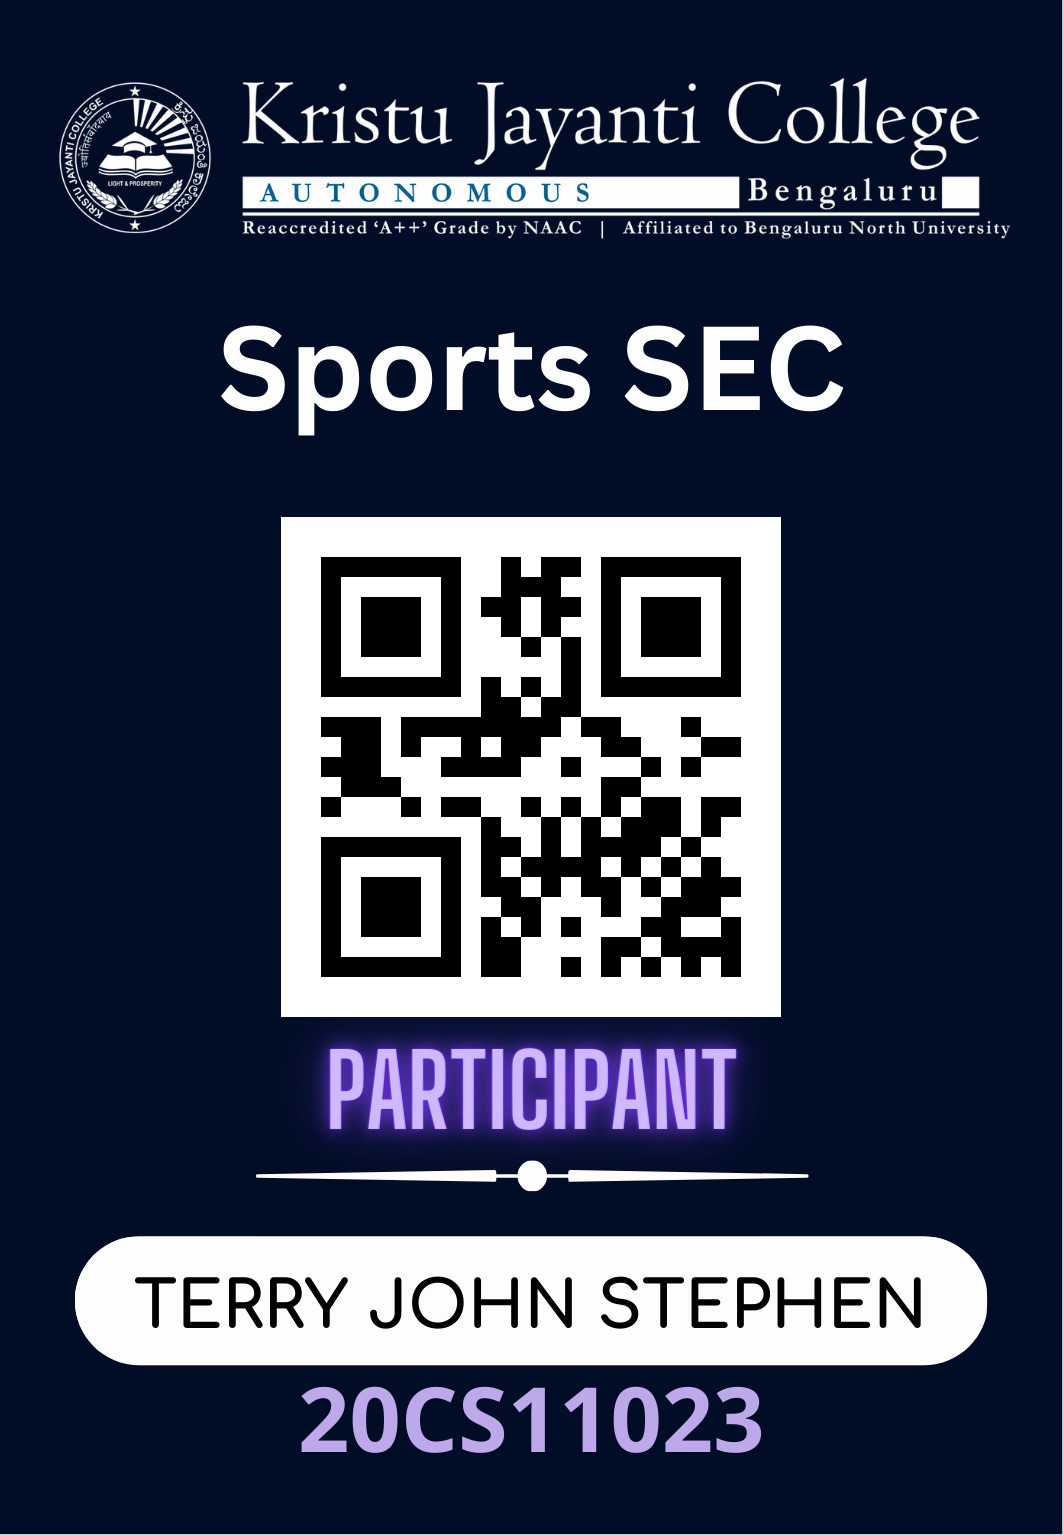 Kristu Jayanti College
AUTONOMOUS Bengaluru
Reaccredited ‘A++’ Grade by NAAC | Affiliated to Bengaluru North University
KRISTU JAYANTI COLLEGE
LIGHT & PROSPERITY
Sports SEC
PARTICIPANT
TERRY JOHN STEPHEN
20CS11023